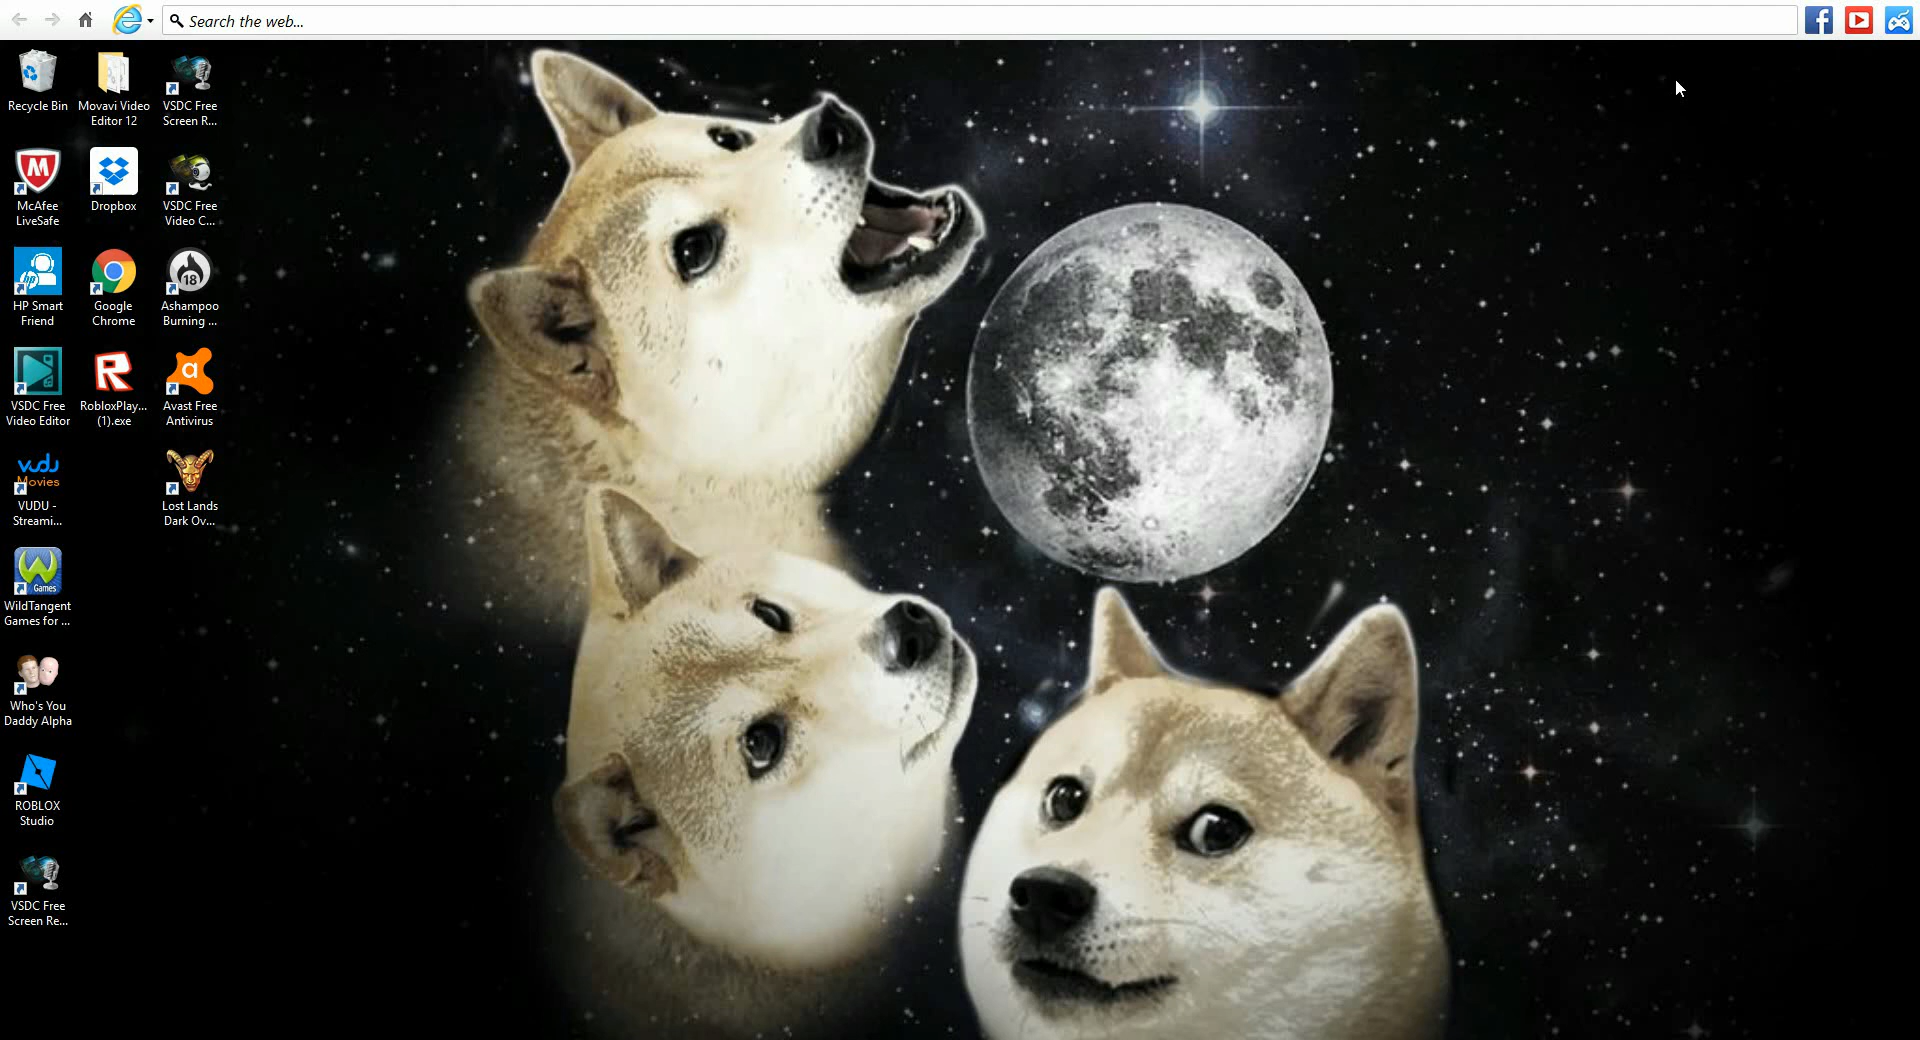 Search the web...
Recycle Bin
Movavi Video
Editor 12
VSDC Free
Screen R...
McAfee
LiveSafe
Dropbox
VSDC Free
Video C...
HP Smart
Friend
Google
Chrome
18
Ashampoo
Burning ...
VSDC Free
Video Editor
RobloxPlay...
(1).exe
Avast Free
Antivirus
vudu
Movies
VUDU -
Streami...
Lost Lands
Dark Ov...
Games
WildTangent
Games for ...
Who's You
Daddy Alpha
ROBLOX
Studio
VSDC Free
Screen Re...